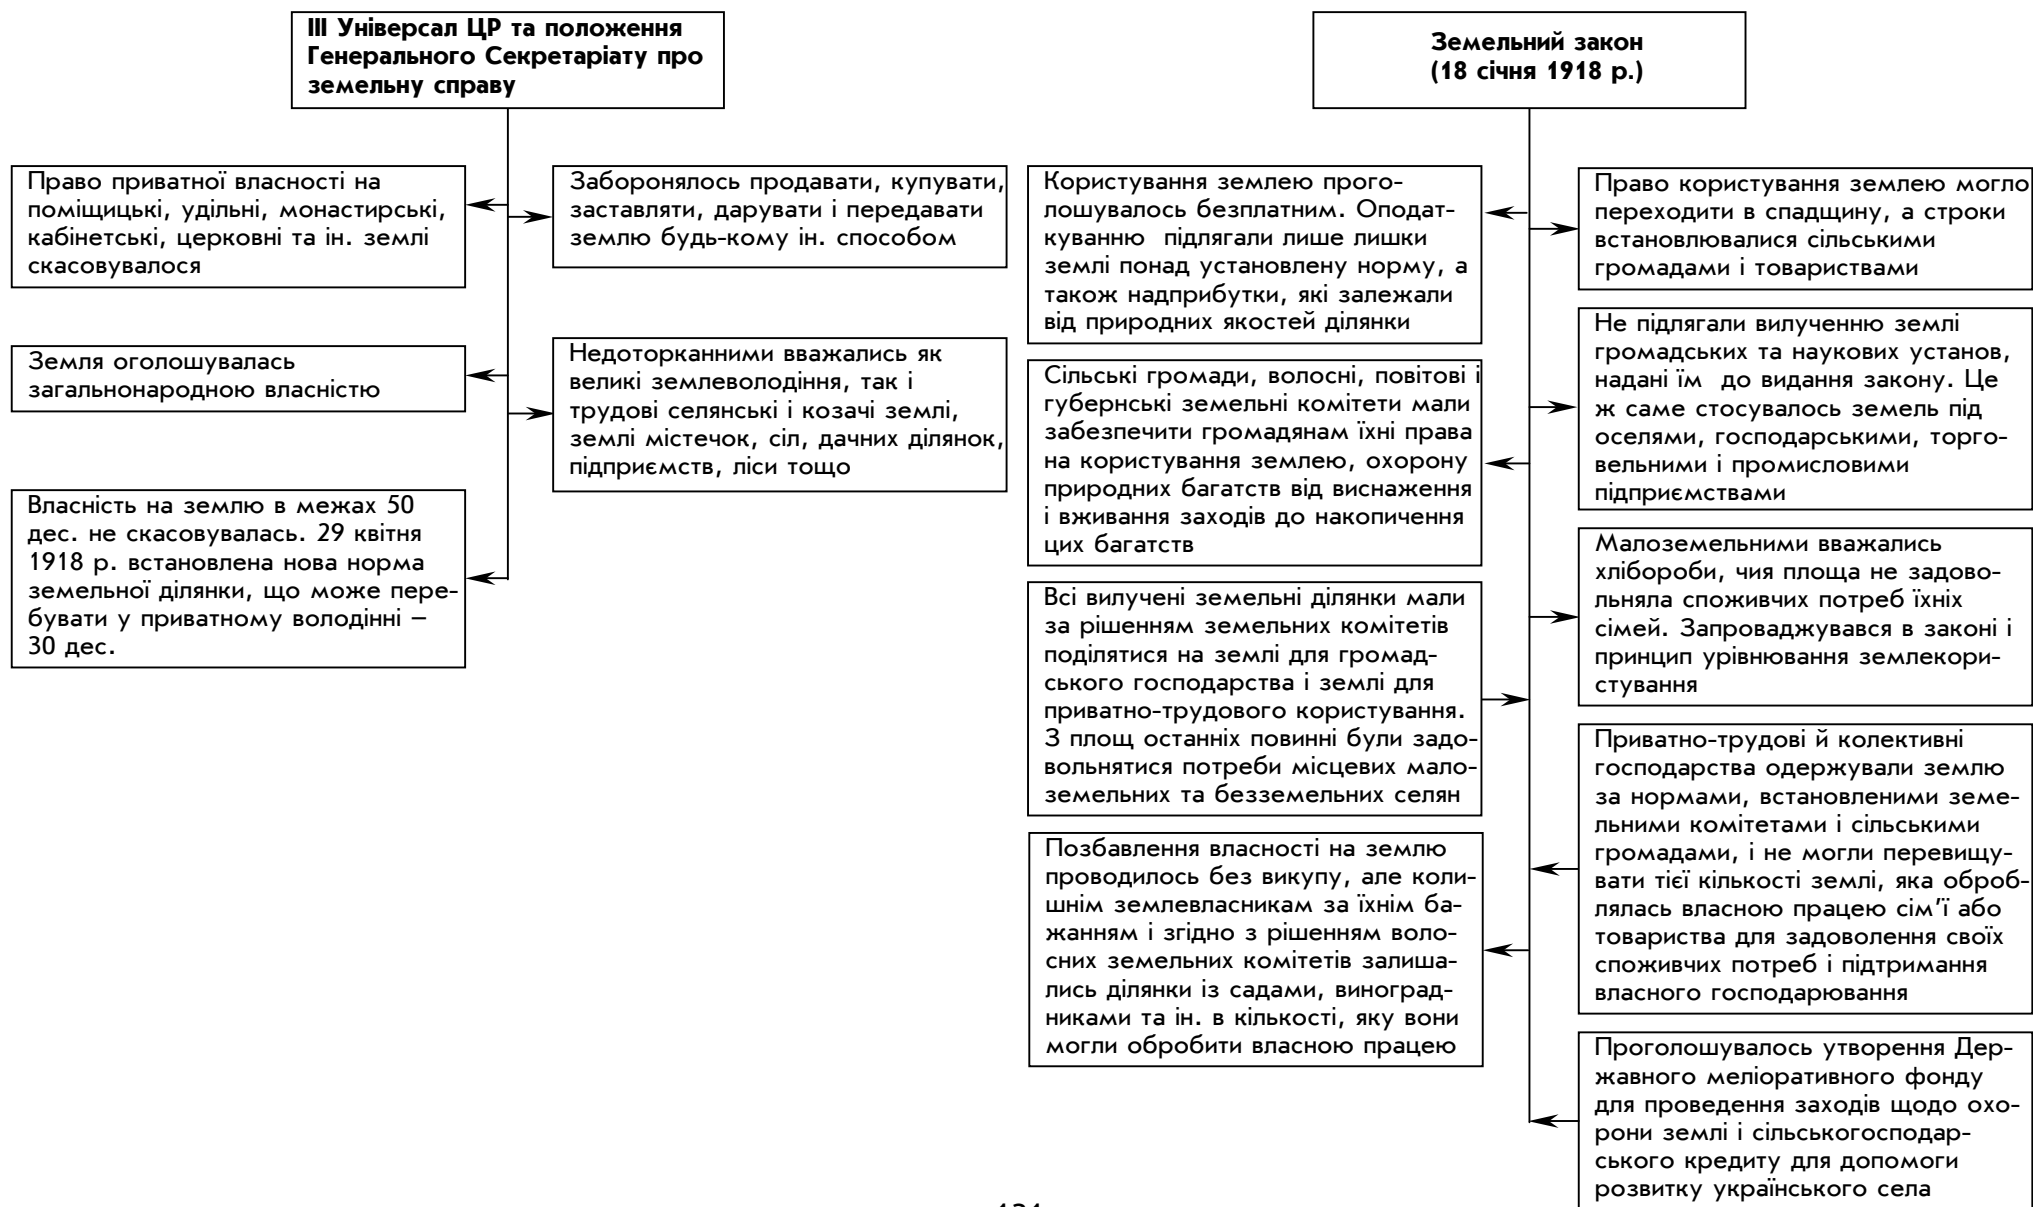 III Універсал ЦР та положення
Генерального Секретаріату про
земельну справу
Право приватної власності на
поміщицькі, удільні, монастирські,
кабінетські, церковні та ін. землі
скасовувалося
Заборонялось продавати, купувати,
заставляти, дарувати і передавати
землю будь-кому ін. способом
Земля оголошувалась
загальнонародною власністю
Недоторканними вважались як
великі землеволодіння, так і
трудові селянські і козачі землі,
землі містечок, сіл, дачних ділянок,
підприємств, ліси тощо
Власність на землю в межах 50
дес. не скасовувалась. 29 квітня
1918 р. встановлена нова норма
земельної ділянки, що може пере-
бувати у приватному володінні –
30 дес.
Земельний закон
(18 січня 1918 р.)
Користування землею прого-
лошувалось безплатним. Оподат-
куванню підлягали лише лишки
землі понад установлену норму, а
також надприбутки, які залежали
від природних якостей ділянки
Право користування землею могло
переходити в спадщину, а строки
встановлювалися сільськими
громадами і товариствами
Сільські громади, волосні, повітові і
губернські земельні комітети мали
забезпечити громадянам їхні права
на користування землею, охорону
природних багатств від виснаження
і вживання заходів до накопичення
цих багатств
Не підлягали вилученню землі
громадських та наукових установ,
надані їм до видання закону. Це
ж саме стосувалось земель під
оселями, господарськими, торго-
вельними і промисловими
підприємствами
Всі вилучені земельні ділянки мали
за рішенням земельних комітетів
поділятися на землі для громад-
ського господарства і землі для
приватно-трудового користування.
З площ останніх повинні були задо-
вольнятися потреби місцевих мало-
земельних та безземельних селян
Малоземельними вважались
хлібороби, чия площа не задово-
льняла споживчих потреб їхніх
сімей. Запроваджувався в законі і
принцип урівнювання землекори-
стування
Позбавлення власності на землю
проводилось без викупу, але коли-
шнім землевласникам за їхнім ба-
жанням і згідно з рішенням воло-
сних земельних комітетів залиша-
лись ділянки із садами, виноград-
никами та ін. в кількості, яку вони
могли обробити власною працею
Приватно-трудові й колективні
господарства одержували землю
за нормами, встановленими земе-
льними комітетами і сільськими
громадами, і не могли перевищу-
вати тієї кількості землі, яка оброб-
лялась власною працею сім'ї або
товариства для задоволення своїх
споживчих потреб і підтримання
власного господарювання
Проголошувалось утворення Дер-
жавного меліоративного фонду
для проведення заходів щодо охо-
рони землі і сільськогосподар-
ського кредиту для допомоги
розвитку українського села